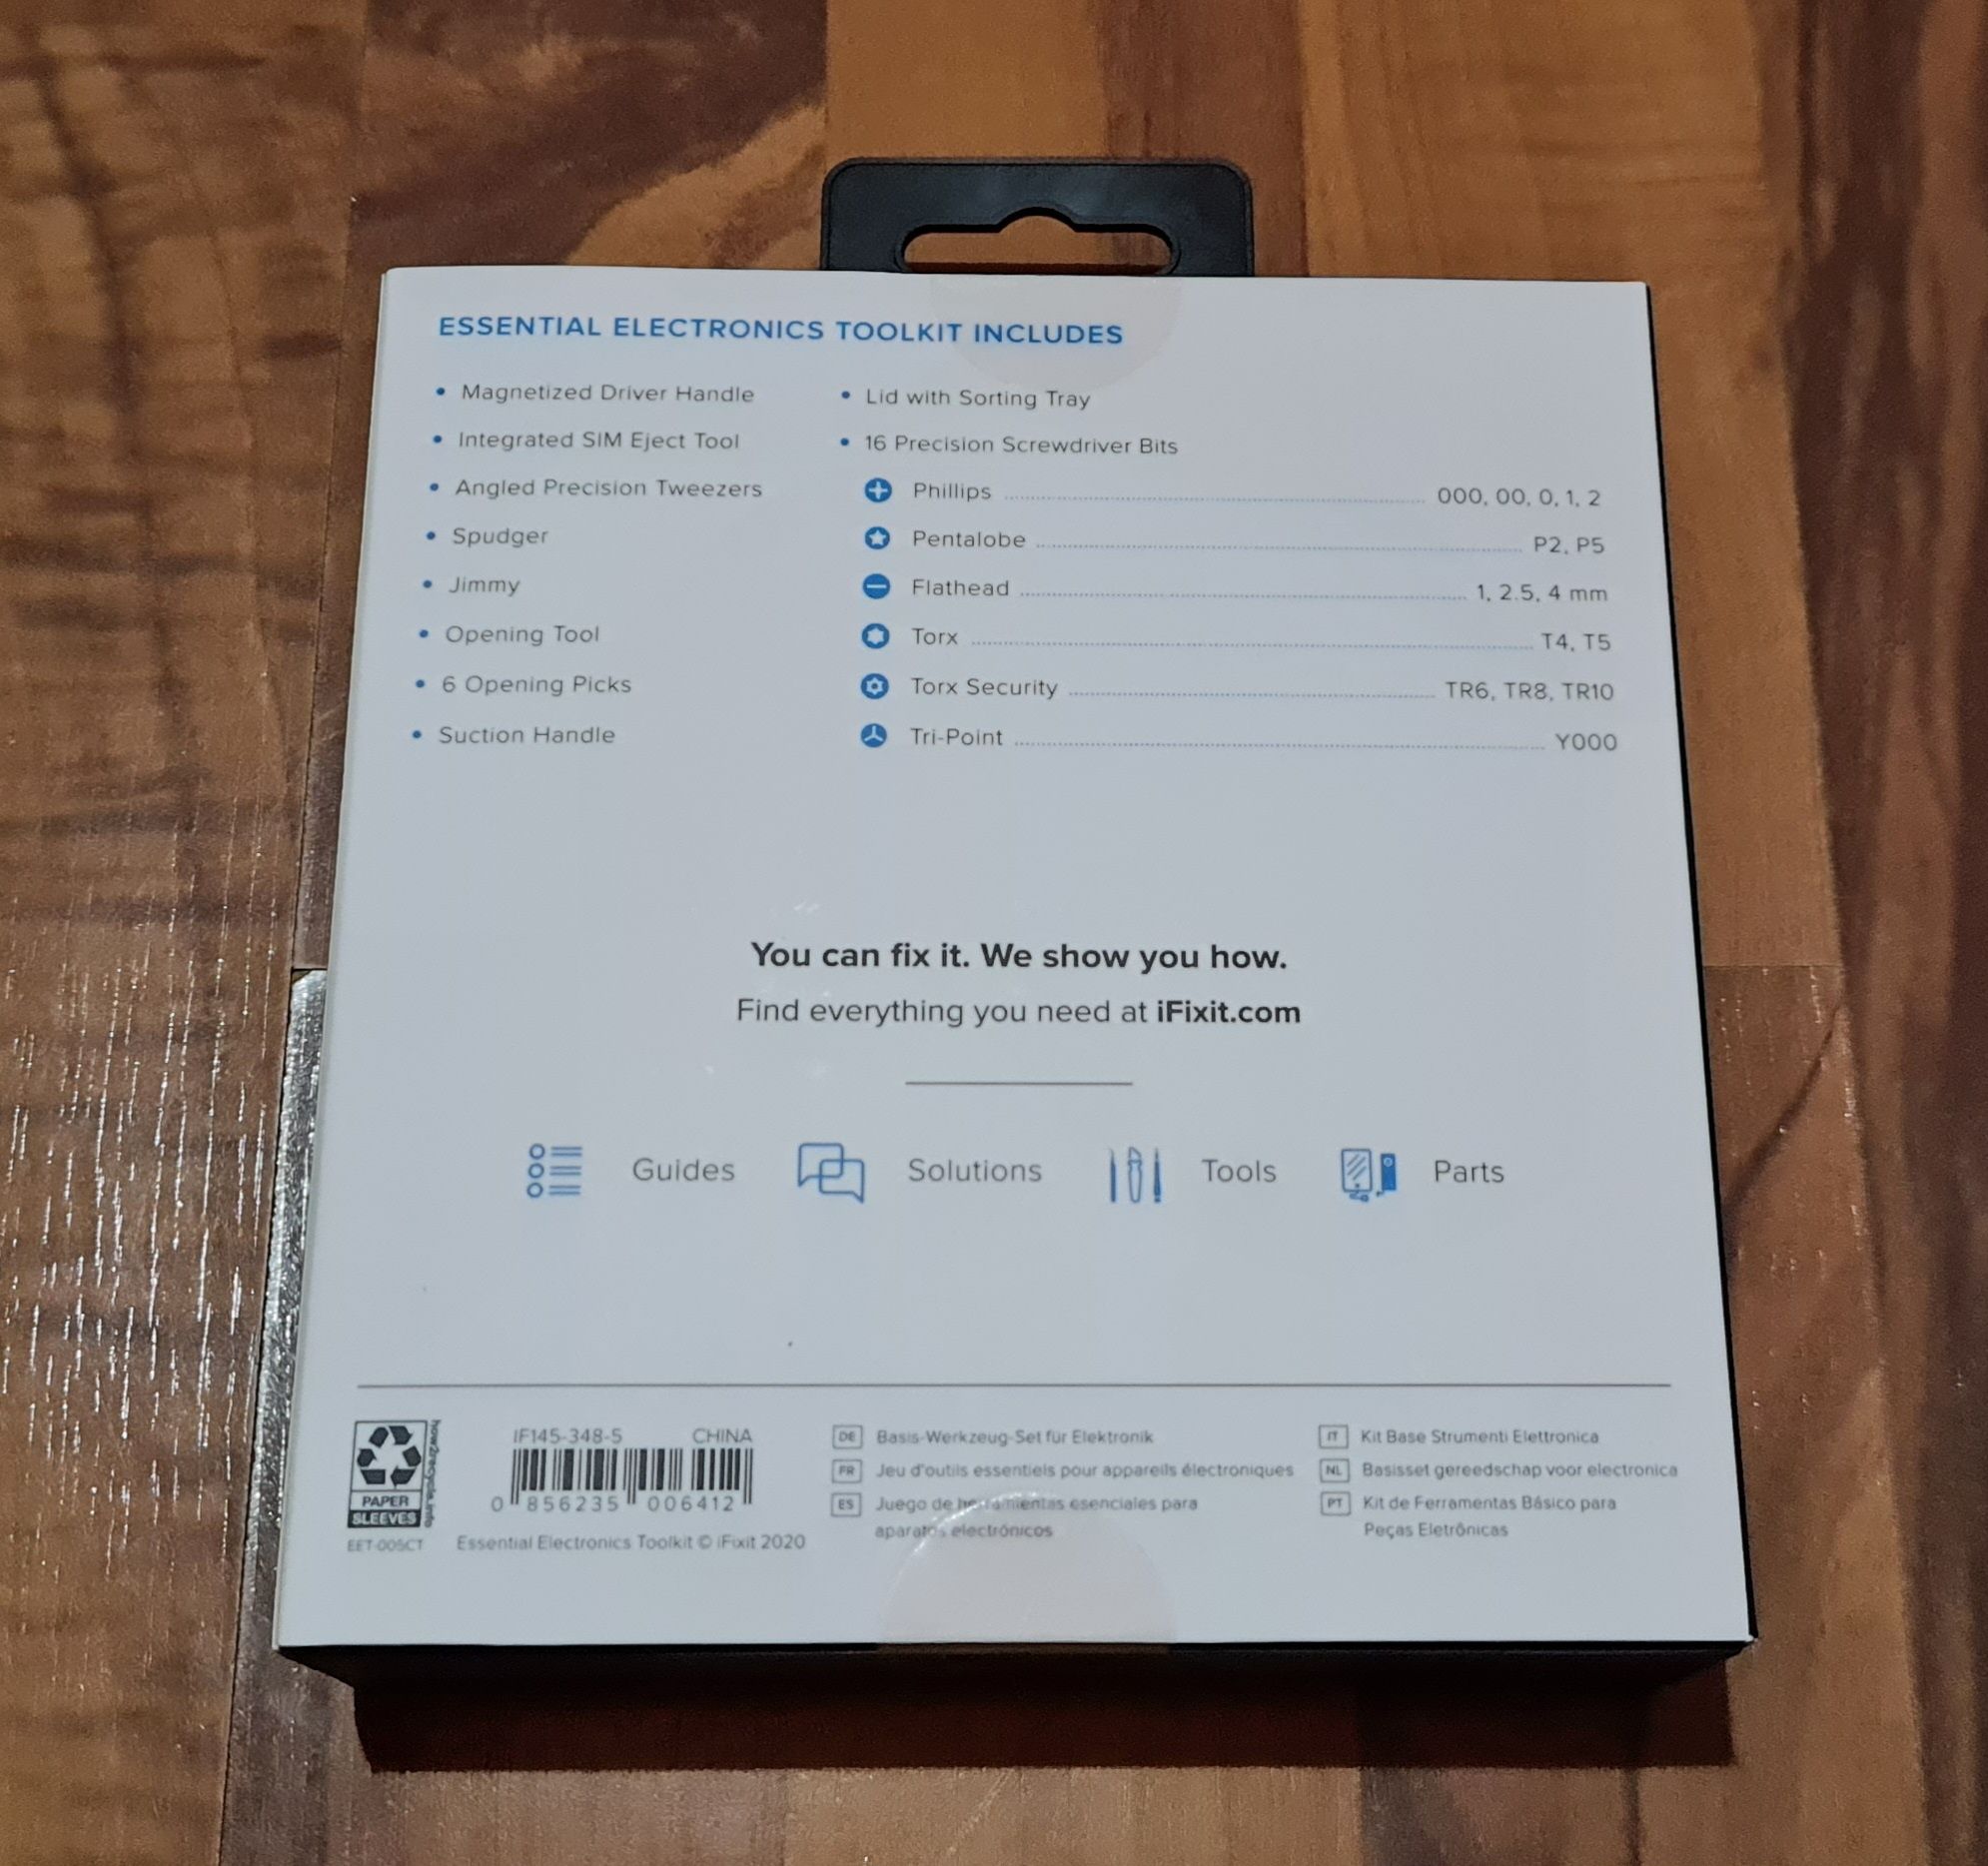 ESSENTIAL ELECTRONICS TOOLKIT INCLUDES
• Magnetized Driver Handle
• Integrated SIM Eject Tool
• Angled Precision Tweezers
• Spudger
• Jimmy
• Opening Tool
• 6 Opening Picks
• Suction Handle
• Lid with Sorting Tray
• 16 Precision Screwdriver Bits
Phillips 000, 00, 0, 1, 2
Pentalobe P2, P5
Flathead 1, 2.5, 4 mm
Torx T4, T5
Torx Security TR6, TR8, TR10
Tri-Point Y000
You can fix it. We show you how.
Find everything you need at iFixit.com
Guides
Solutions
Tools
Parts
how2recycle.info
PAPER
SLEEVES
EET-005CT
IF145-348-5 CHINA
0 856235 006412
Essential Electronics Toolkit © iFixit 2020
DE Basis-Werkzeug-Set für Elektronik
FR Jeu d'outils essentiels pour appareils électroniques
ES Juego de herramientas esenciales para
aparatos electrónicos
IT Kit Base Strumenti Elettronica
NL Basisset gereedschap voor electronica
PT Kit de Ferramentas Básico para
Peças Eletrônicas